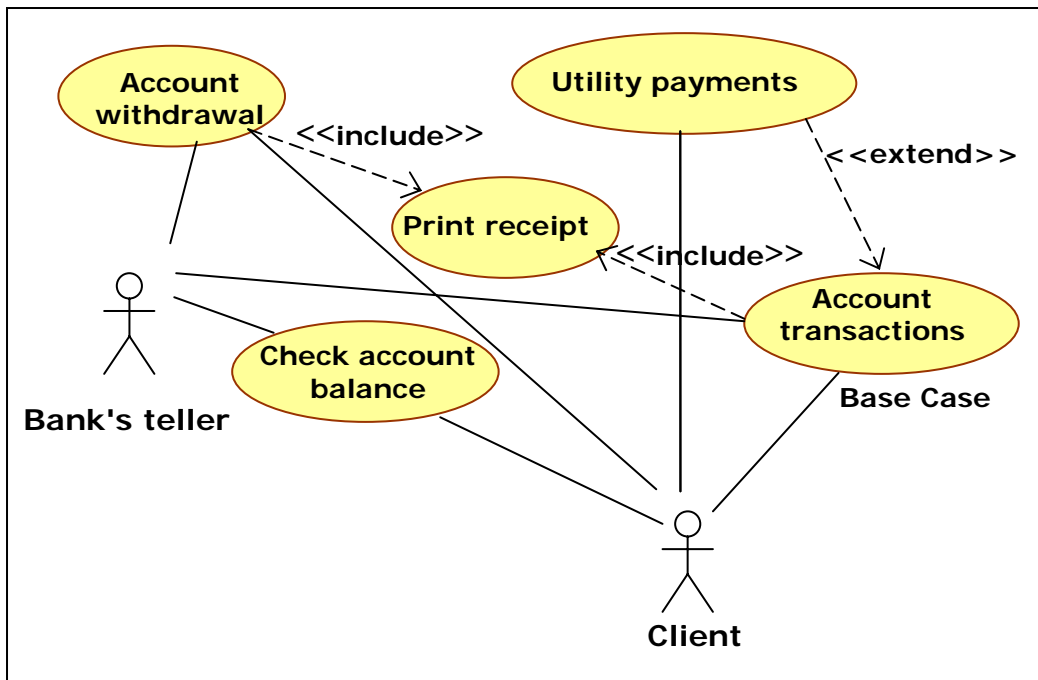 Account
withdrawal
Utility payments
<<include>>
<<extend>>
Print receipt
<<include>>
Account
transactions
Check account
balance
Base Case
Bank's teller
Client